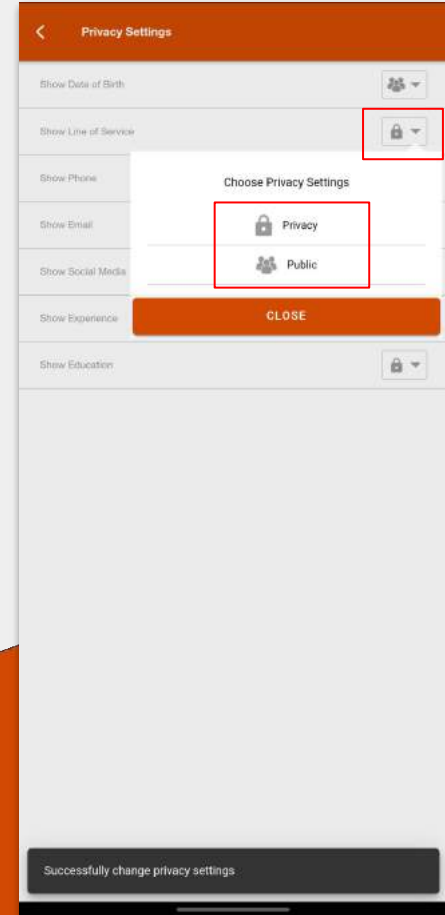 Privacy Settings
Show Date of Birth
Show Line of Service
Show Phone
Choose Privacy Settings
Show Email
Privacy
Show Social Media
Public
Show Experience
CLOSE
Show Education
Successfully change privacy settings